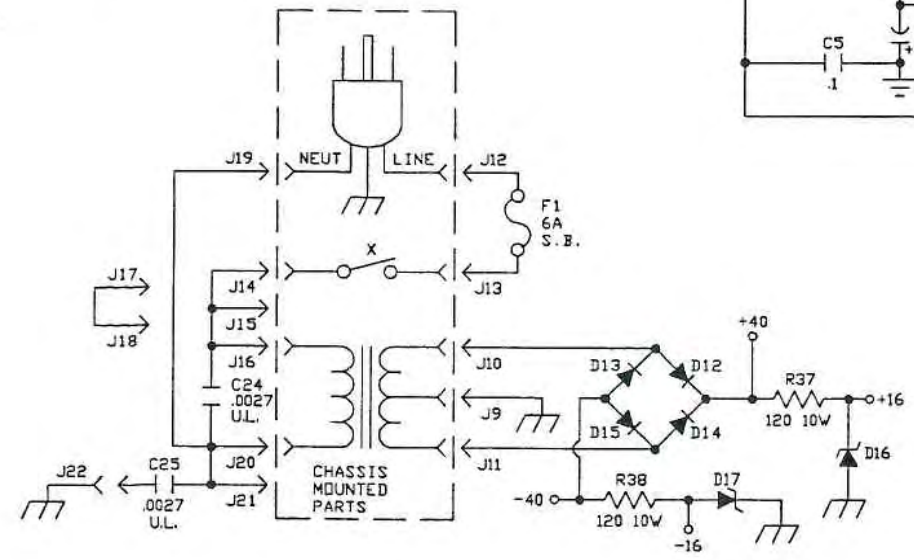 C5
.1
+
J19
NEUT
LINE
J12
F1
6A
S.B.
X
J14
J13
J17
J15
J18
J16
J10
C24
.0027
U.L.
J9
D13
D12
+40
R37
120 10W
+16
D15
D14
D16
J20
J11
J22
C25
.0027
U.L.
J21
CHASSIS
MOUNTED
PARTS
-40
R38
120 10W
D17
-16